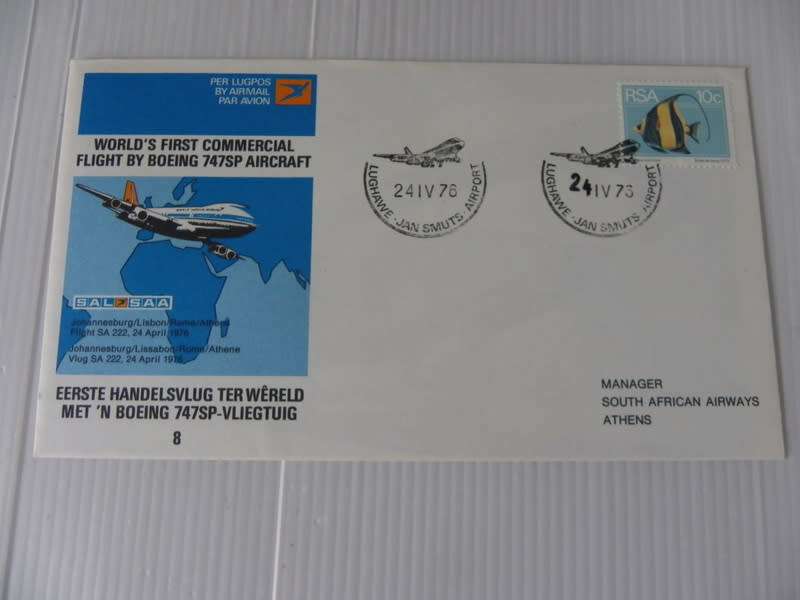 PER LUGPOS
BY AIRMAIL
PAR AVION
WORLD'S FIRST COMMERCIAL
FLIGHT BY BOEING 747SP AIRCRAFT
SAL SAA
Johannesburg/Lisbon/Rome/Athens
Flight SA 222, 24 April 1976
Johannesburg/Lissabon/Rome/Athene
Vlug SA 222, 24 April 1976
EERSTE HANDELSVLUG TER WÊRELD
MET 'N BOEING 747SP-VLIEGTUIG
8
24 IV 76
LUGHAWE · JAN SMUTS · AIRPORT
24 IV 76
LUGHAWE · JAN SMUTS · AIRPORT
RSA 10c
MANAGER
SOUTH AFRICAN AIRWAYS
ATHENS